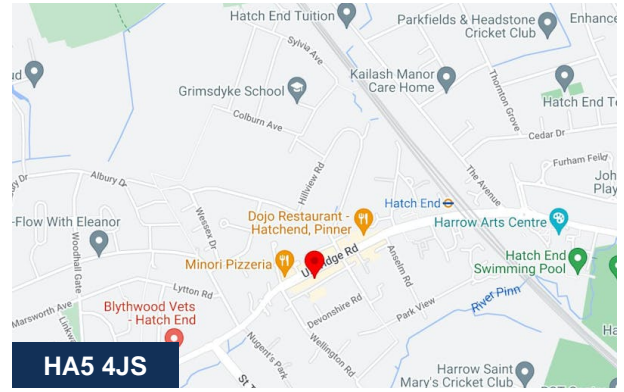 Hatch End Tuition
Parkfields & Headstone
Cricket Club
Enhance
Sylvia Ave
Thornton Grove
Kailash Manor
Care Home
Grimsdyke School
Hatch End Te
Colburn Ave
Cedar Dr
Hillview Rd
The Avenue
Furham Feild
Joh
Play
Albury Dr
Hatch End
Dojo Restaurant -
Hatchend, Pinner
Harrow Arts Centre
-Flow With Eleanor
Wessex Dr
Woodhall Gate
Minori Pizzeria
Anselm Rd
Hatch End
Swimming Pool
Lytton Rd
Marsworth Ave
Blythwood Vets
- Hatch End
Devonshire Rd
Park View
River Pinn
Nugent's Park
Wellington Rd
Harrow Saint
Mary's Cricket Club
HA5 4JS